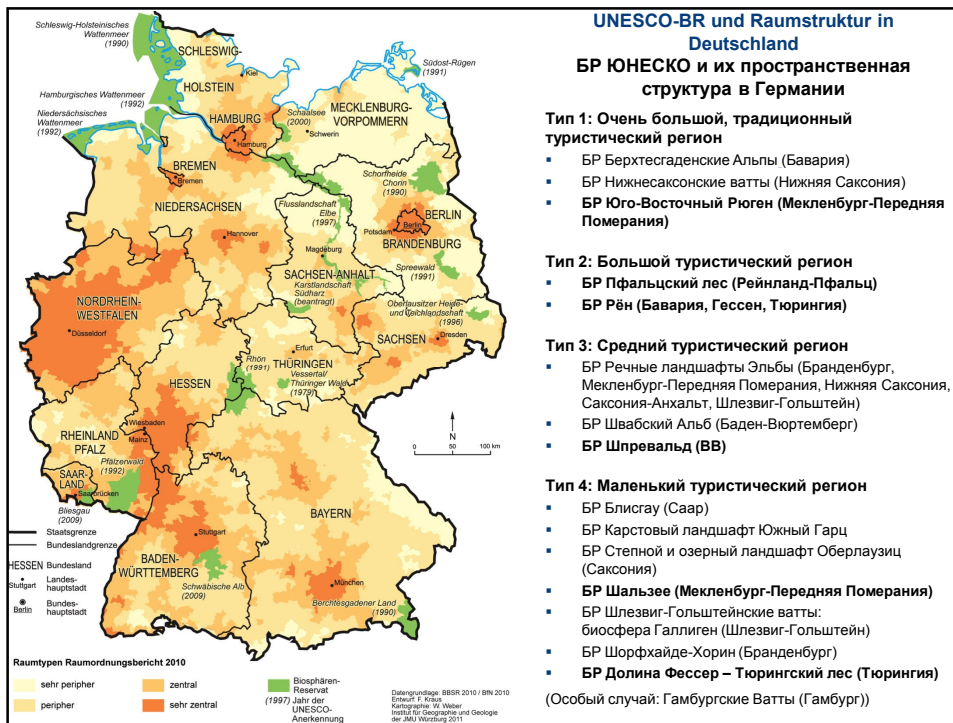 Schleswig-Holsteinisches
Wattenmeer
(1990)
SCHLESWIG-
HOLSTEIN
Kiel
Südost-Rügen
(1991)
Hamburgisches Wattenmeer
(1992)
Niedersächsisches
Wattenmeer
(1992)
MECKLENBURG-
VORPOMMERN
Schaalsee
(2000)
Schwerin
HAMBURG
Hamburg
BREMEN
Bremen
Schorfheide
Chorin
(1990)
NIEDERSACHSEN
Flusslandschaft
Elbe
(1997)
BERLIN
Berlin
Potsdam
Hannover
BRANDENBURG
Magdeburg
Spreewald
(1991)
SACHSEN-ANHALT
Karstlandschaft
Südharz
(beantragt)
NORDRHEIN-
WESTFALEN
Düsseldorf
Oberlausitzer Heide-
und Teichlandschaft
(1996)
SACHSEN
Dresden
Erfurt
Rhön
(1991)
THÜRINGEN
Vessertal/
Thüringer Wald
(1979)
HESSEN
Wiesbaden
Mainz
RHEINLAND
PFALZ
Pfälzerwald
(1992)
SAAR-
LAND
Saarbrücken
Bliesgau
(2009)
N
0 50 100 km
BAYERN
Stuttgart
BADEN-
WÜRTTEMBERG
Schwäbische Alb
(2009)
München
Berchtesgadener Land
(1990)
Staatsgrenze
Bundeslandgrenze
HESSEN Bundesland
Stuttgart Landes-
hauptstadt
Berlin Bundes-
hauptstadt
Raumtypen Raumordnungsbericht 2010
sehr peripher
peripher
zentral
sehr zentral
Biosphären-
Reservat
(1997) Jahr der
UNESCO-
Anerkennung
Datengrundlage: BBSR 2010 / BfN 2010
Entwurf: F. Kraus
Kartographie: W. Weber
Institut für Geographie und Geologie
der JMU Würzburg 2011
UNESCO-BR und Raumstruktur in
Deutschland
БР ЮНЕСКО и их пространственная
структура в Германии
Тип 1: Очень большой, традиционный
туристический регион
▪ БР Берхтесгаденские Альпы (Бавария)
▪ БР Нижнесаксонские ватты (Нижняя Саксония)
▪ БР Юго-Восточный Рюген (Мекленбург-Передняя
Померания)
Тип 2: Большой туристический регион
▪ БР Пфальцский лес (Рейнланд-Пфальц)
▪ БР Рён (Бавария, Гессен, Тюрингия)
Тип 3: Средний туристический регион
▪ БР Речные ландшафты Эльбы (Бранденбург,
Мекленбург-Передняя Померания, Нижняя Саксония,
Саксония-Анхальт, Шлезвиг-Гольштейн)
▪ БР Швабский Альб (Баден-Вюртемберг)
▪ БР Шпревальд (BB)
Тип 4: Маленький туристический регион
▪ БР Блисгау (Саар)
▪ БР Карстовый ландшафт Южный Гарц
▪ БР Степной и озерный ландшафт Оберлаузиц
(Саксония)
▪ БР Шальзее (Мекленбург-Передняя Померания)
▪ БР Шлезвиг-Гольштейнские ватты:
биосфера Галлиген (Шлезвиг-Гольштейн)
▪ БР Шорфхайде-Хорин (Бранденбург)
▪ БР Долина Фессер – Тюрингский лес (Тюрингия)
(Особый случай: Гамбургские Ватты (Гамбург))